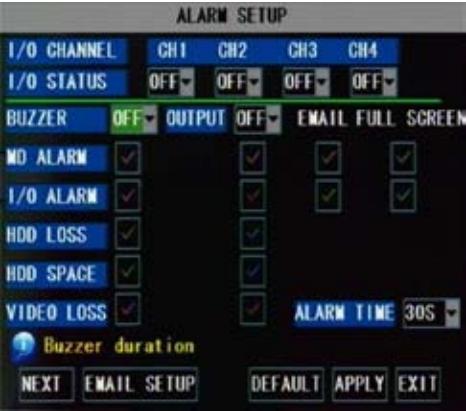 ALARM SETUP
I/O CHANNEL CH1 CH2 CH3 CH4
I/O STATUS OFF OFF OFF OFF
BUZZER OFF OUTPUT OFF EMAIL FULL SCREEN
MD ALARM
I/O ALARM
HDD LOSS
HDD SPACE
VIDEO LOSS ALARM TIME 30S
Buzzer duration
NEXT EMAIL SETUP DEFAULT APPLY EXIT